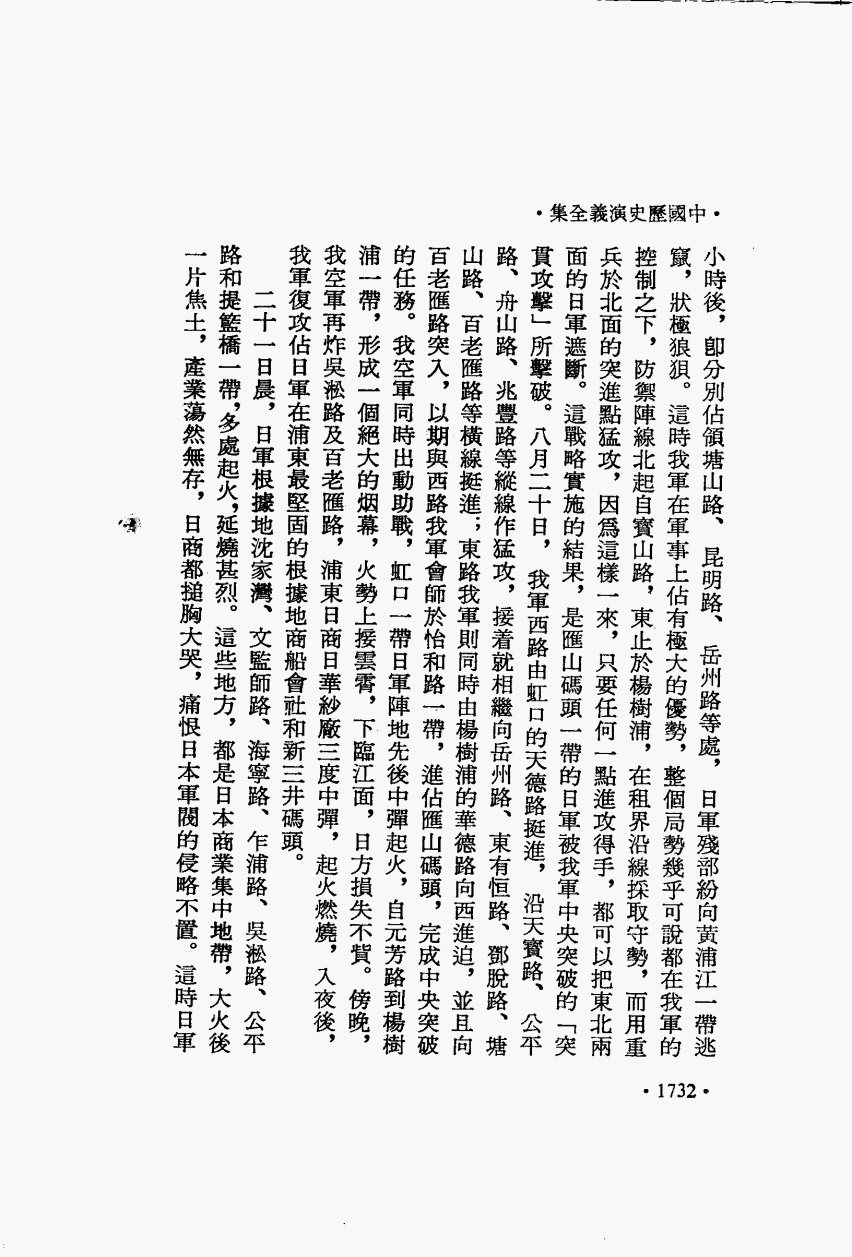 ·中國歷史演義全集·
小時後，卽分別佔領塘山路、昆明路、岳州路等處，日軍殘部紛向黃浦江一帶逃
竄，狀極狼狽。這時我軍在軍事上佔有極大的優勢，整個局勢幾乎可說都在我軍的
控制之下，防禦陣線北起自寶山路，東止於楊樹浦，在租界沿線採取守勢，而用重
兵於北面的突進點猛攻，因爲這樣一來，只要任何一點進攻得手，都可以把東北兩
面的日軍遮斷。這戰略實施的結果，是匯山碼頭一帶的日軍被我軍中央突破的「突
貫攻擊」所擊破。八月二十日，我軍西路由虹口的天德路挺進，沿天寶路、公平
路、舟山路、兆豐路等縱線作猛攻，接着就相繼向岳州路、東有恒路、鄧脫路、塘
山路、百老匯路等橫線挺進；東路我軍則同時由楊樹浦的華德路向西進迫，並且向
百老匯路突入，以期與西路我軍會師於怡和路一帶，進佔匯山碼頭，完成中央突破
的任務。我空軍同時出動助戰，虹口一帶日軍陣地先後中彈起火，自元芳路到楊樹
浦一帶，形成一個絕大的烟幕，火勢上接雲霄，下臨江面，日方損失不貲。傍晚，
我空軍再炸吳淞路及百老匯路，浦東日商日華紗廠三度中彈，起火燃燒，入夜後，
我軍復攻佔日軍在浦東最堅固的根據地商船會社和新三井碼頭。
二十一日晨，日軍根據地沈家灣、文監師路、海寧路、乍浦路、吳淞路、公平
路和提籃橋一帶，多處起火，延燒甚烈。這些地方，都是日本商業集中地帶，大火後
一片焦土，產業蕩然無存，日商都搥胸大哭，痛恨日本軍閥的侵略不置。這時日軍
·1732·